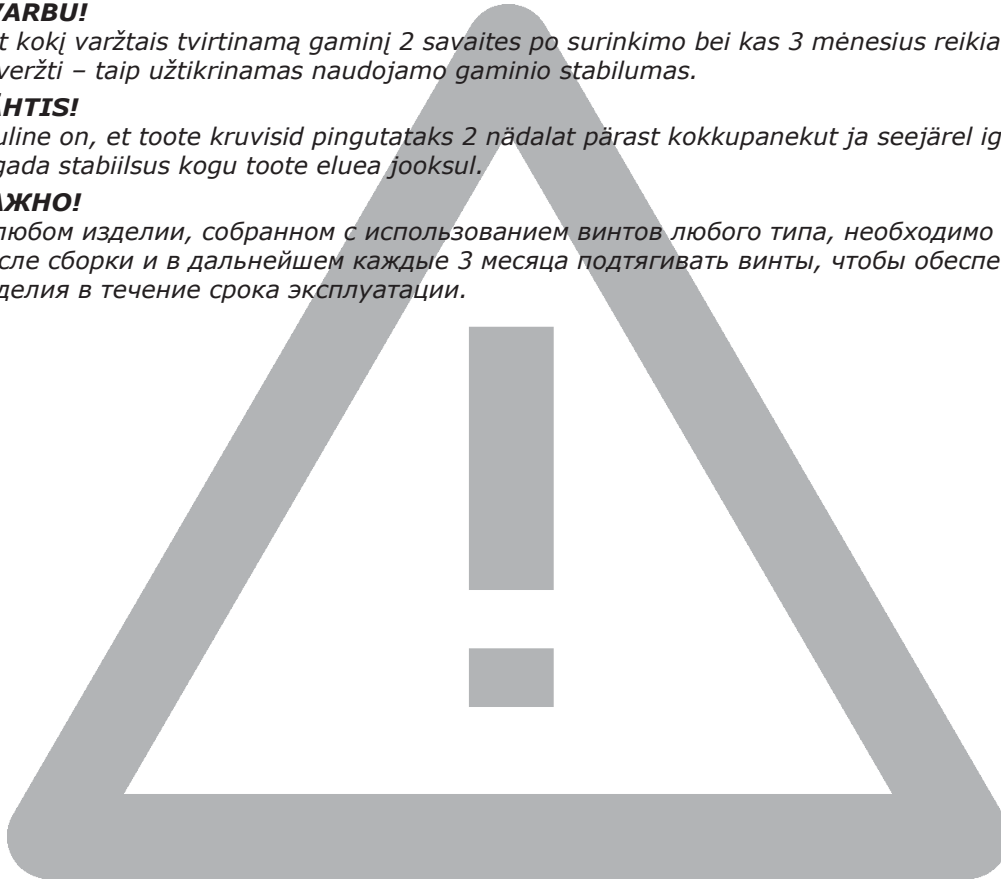 VARBU!
t kokį varžtais tvirtinamą gaminį 2 savaites po surinkimo bei kas 3 mėnesius reikia
veržti – taip užtikrinamas naudojamo gaminio stabilumas.
HTIS!
uline on, et toote kruvisid pingutataks 2 nädalat pärast kokkupanekut ja seejärel ig
gada stabiilsus kogu toote eluea jooksul.
АЖНО!
любом изделии, собранном с использованием винтов любого типа, необходимо
сле сборки и в дальнейшем каждые 3 месяца подтягивать винты, чтобы обеспе
делия в течение срока эксплуатации.